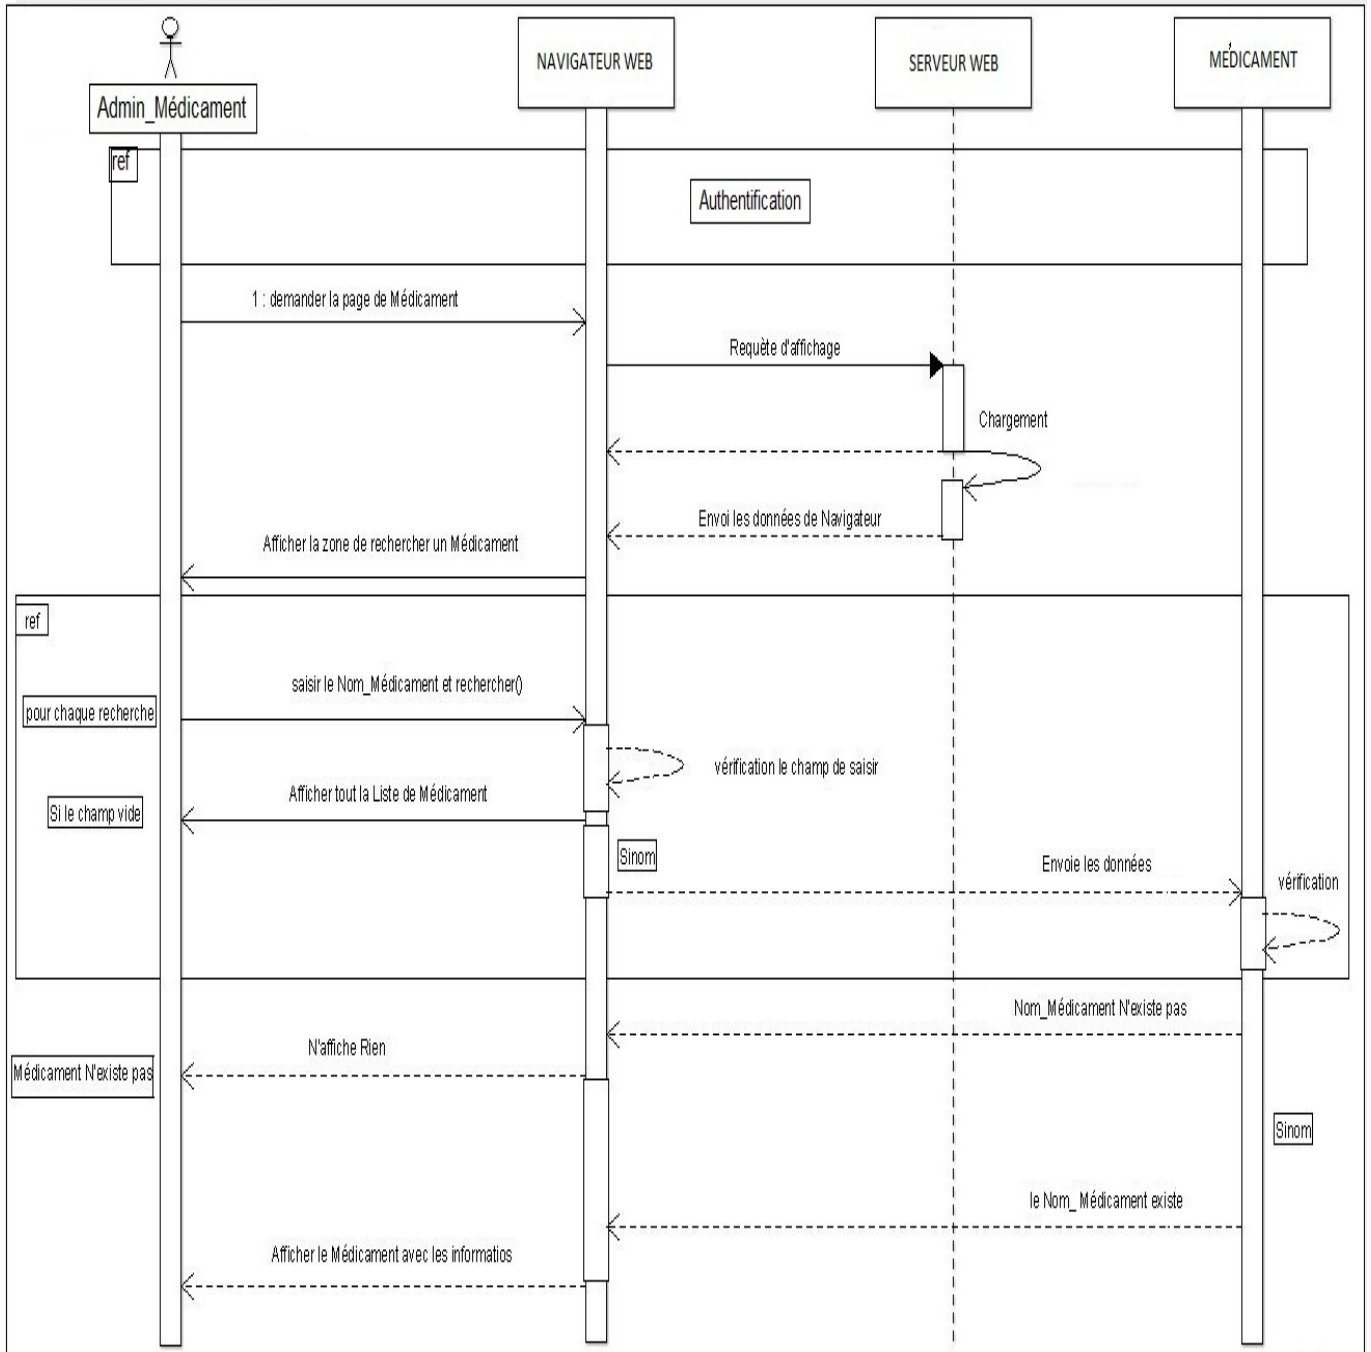 NAVIGATEUR WEB
SERVEUR WEB
MÉDICAMENT
Admin_Médicament
ref
Authentification
1 : demander la page de Médicament
Requète d'affichage
Chargement
Envoi les données de Navigateur
Afficher la zone de rechercher un Médicament
ref
saisir le Nom_Médicament et rechercher()
pour chaque recherche
vérification le champ de saisir
Afficher tout la Liste de Médicament
Si le champ vide
Sinom
Envoie les données
vérification
Nom_Médicament N'existe pas
N'affiche Rien
Médicament N'existe pas
Sinom
le Nom_ Médicament existe
Afficher le Médicament avec les informatios